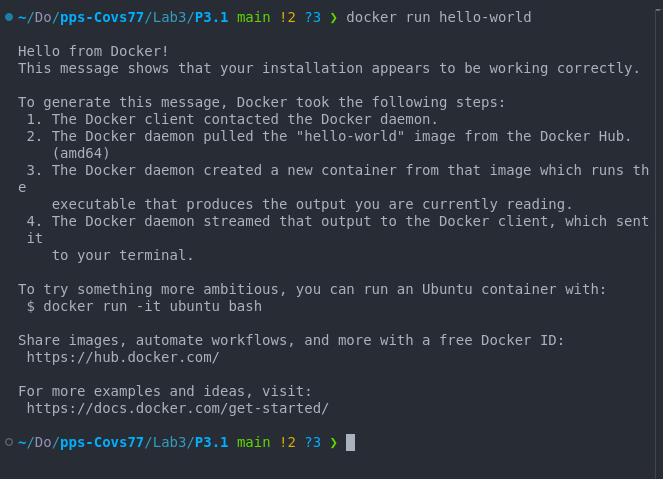 ~/Do/pps-Covs77/Lab3/P3.1 main !2 ?3 ❯ docker run hello-world

Hello from Docker!
This message shows that your installation appears to be working correctly.

To generate this message, Docker took the following steps:
 1. The Docker client contacted the Docker daemon.
 2. The Docker daemon pulled the "hello-world" image from the Docker Hub.
    (amd64)
 3. The Docker daemon created a new container from that image which runs th
e
    executable that produces the output you are currently reading.
 4. The Docker daemon streamed that output to the Docker client, which sent
 it
    to your terminal.

To try something more ambitious, you can run an Ubuntu container with:
 $ docker run -it ubuntu bash

Share images, automate workflows, and more with a free Docker ID:
 https://hub.docker.com/

For more examples and ideas, visit:
 https://docs.docker.com/get-started/

~/Do/pps-Covs77/Lab3/P3.1 main !2 ?3 ❯